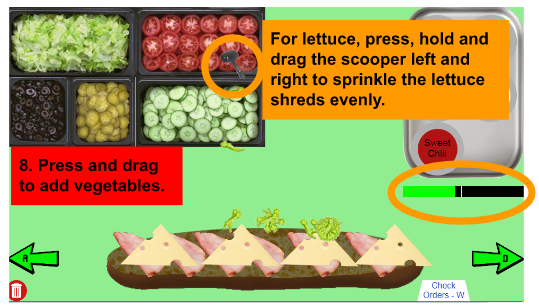 For lettuce, press, hold and
drag the scooper left and
right to sprinkle the lettuce
shreds evenly.
Sweet
Chili
8. Press and drag
to add vegetables.
A
D
Check
Orders - W